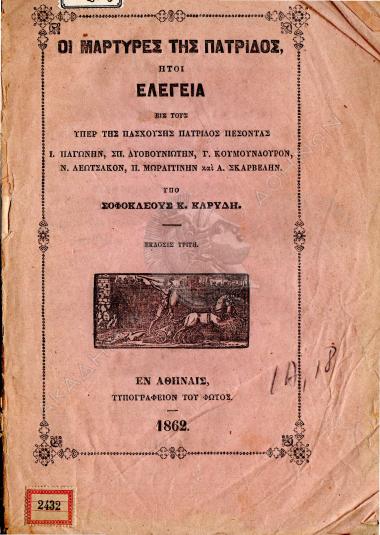 ΟΙ ΜΑΡΤΥΡΕΣ ΤΗΣ ΠΑΤΡΙΔΟΣ,
ΗΤΟΙ
ΕΛΕΓΕΙΑ
ΕΙΣ ΤΟΥΣ
ΥΠΕΡ ΤΗΣ ΠΑΣΧΟΥΣΗΣ ΠΑΤΡΙΔΟΣ ΠΕΣΟΝΤΑΣ
Ι. ΠΑΓΩΝΗΝ, ΣΠ. ΔΥΟΒΟΥΝΙΩΤΗΝ, Γ. ΚΟΥΜΟΥΝΔΟΥΡΟΝ,
Ν. ΛΕΩΤΣΑΚΟΝ, Π. ΜΩΡΑΙΤΙΝΗΝ καὶ Α. ΣΚΑΡΒΕΛΗΝ.
ΥΠΟ
ΣΟΦΟΚΛΕΟΥΣ Κ. ΚΑΡΥΔΗ.
ΕΚΔΟΣΙΣ ΤΡΙΤΗ.
ΕΝ ΑΘΗΝΑΙΣ,
ΤΥΠΟΓΡΑΦΕΙΟΝ ΤΟΥ ΦΩΤΟΣ.
1862.
2432